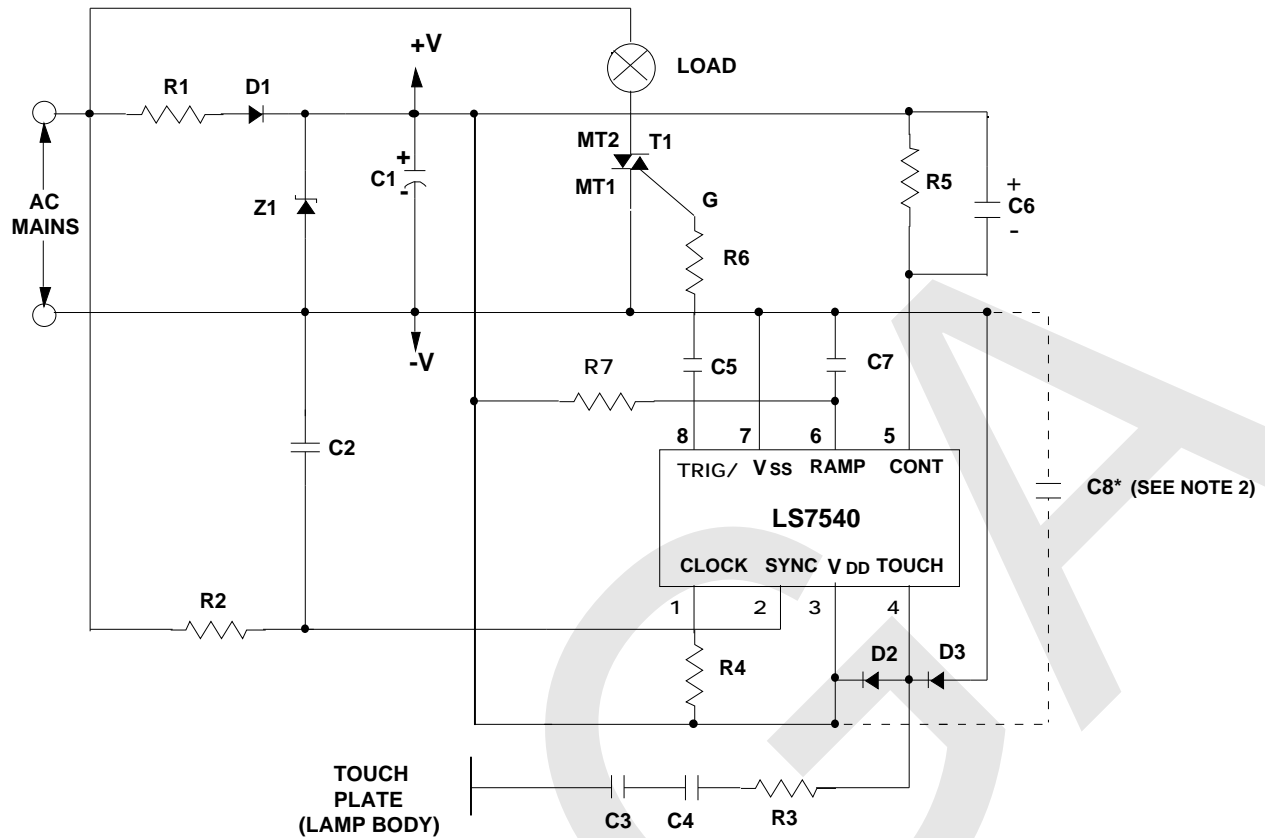 +V
LOAD
R1
D1
MT2
T1
+
C1
-
MT1
R5
+
C6
-
AC
MAINS
Z1
G
R6
-V
C5
C7
R7
8
7
6
5
C2
TRIG/
V SS
RAMP
CONT
C8* (SEE NOTE 2)
LS7540
CLOCK
SYNC
V DD
TOUCH
R2
1
2
3
4
D2
D3
R4
TOUCH
PLATE
(LAMP BODY)
C3
C4
R3
GA